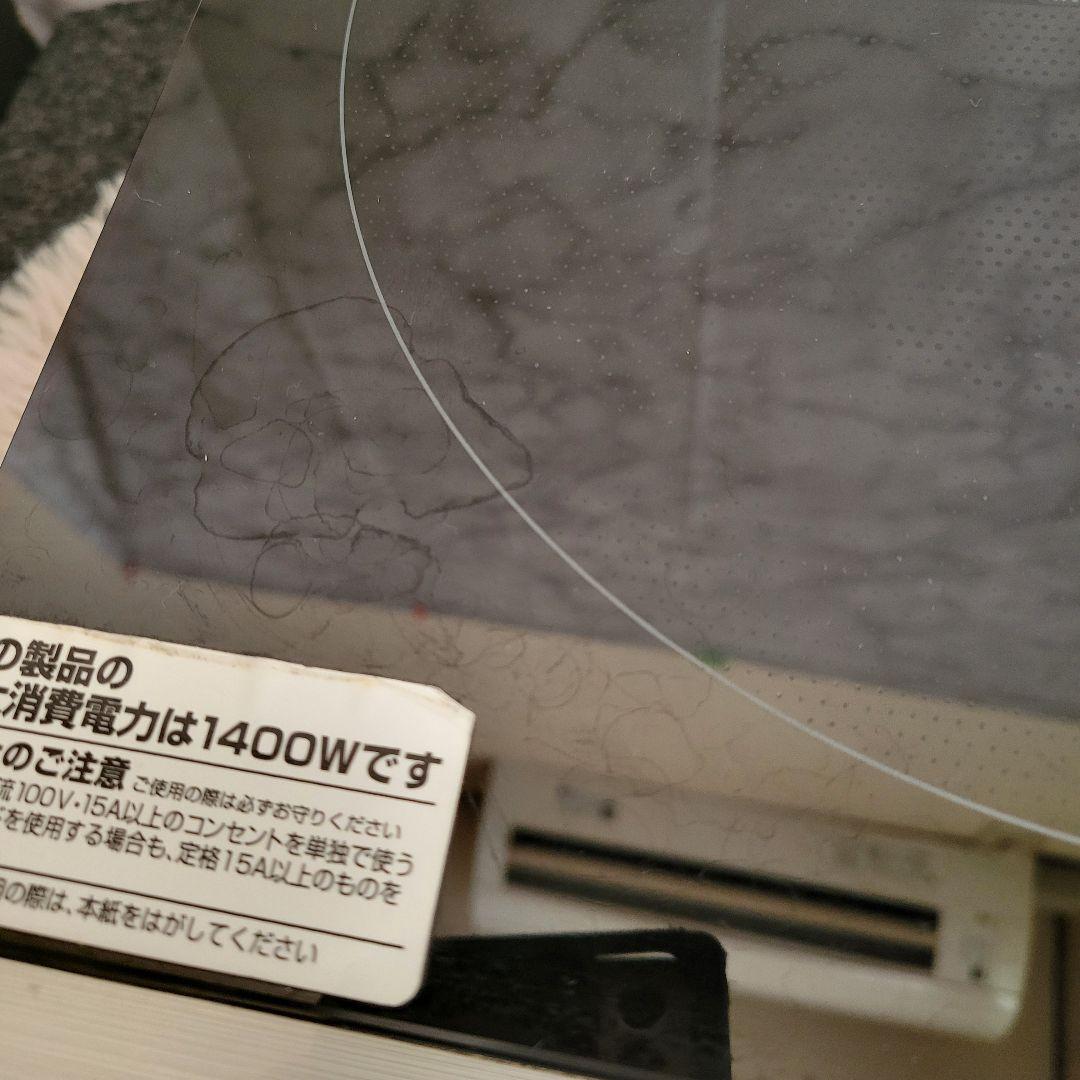 の製品の
消費電力は1400Wです
のご注意 ご使用の際は必ずお守りください
流100V・15A以上のコンセントを単独で使う
を使用する場合も、定格15A以上のものを
の際は、本紙をはがしてください